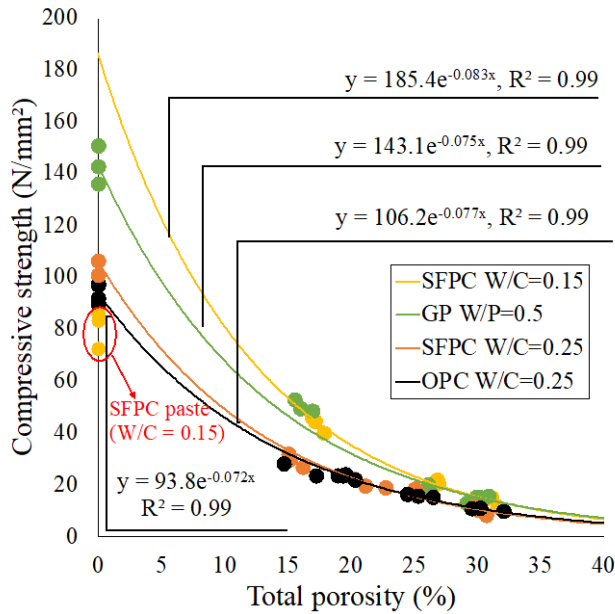 200
180
160
140
120
100
80
60
40
20
0
Compressive strength (N/mm²)
y = 185.4e^-0.083x, R² = 0.99
y = 143.1e^-0.075x, R² = 0.99
y = 106.2e^-0.077x, R² = 0.99
SFPC W/C=0.15
GP W/P=0.5
SFPC W/C=0.25
OPC W/C=0.25
SFPC paste
(W/C = 0.15)
y = 93.8e^-0.072x
R² = 0.99
0 5 10 15 20 25 30 35 40
Total porosity (%)